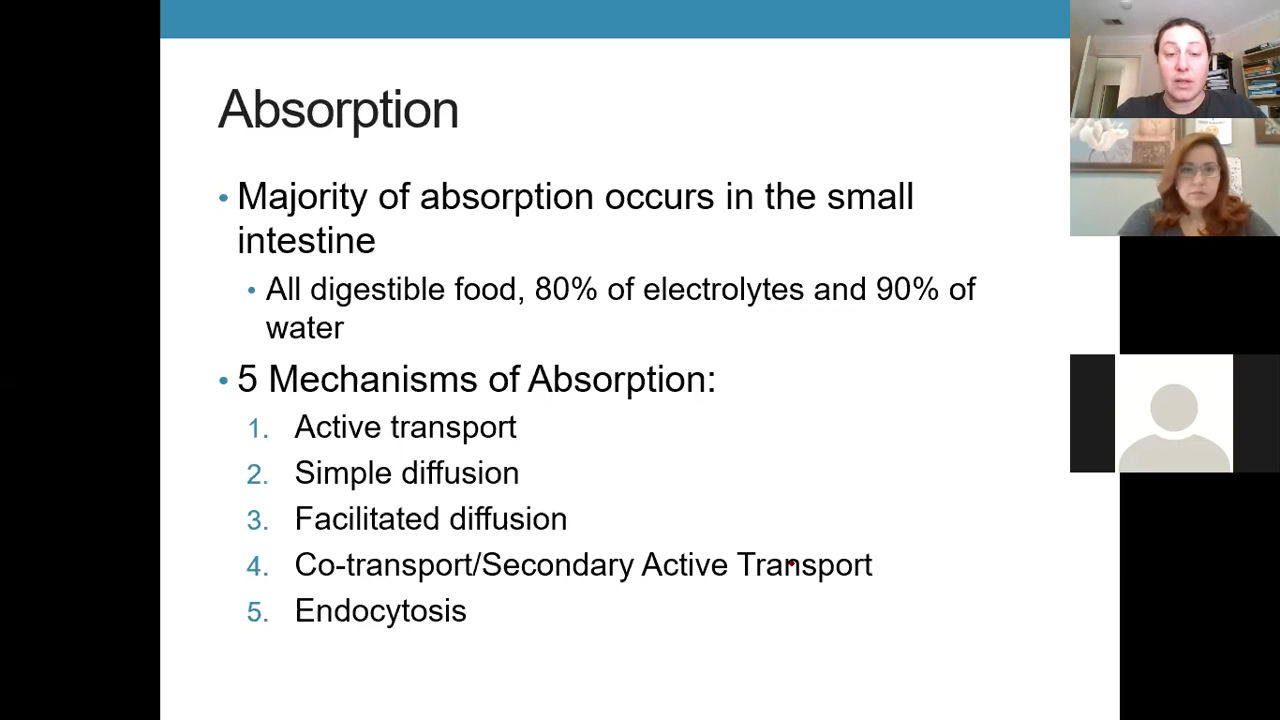 Absorption
• Majority of absorption occurs in the small
intestine
• All digestible food, 80% of electrolytes and 90% of
water
• 5 Mechanisms of Absorption:
1. Active transport
2. Simple diffusion
3. Facilitated diffusion
4. Co-transport/Secondary Active Transport
5. Endocytosis